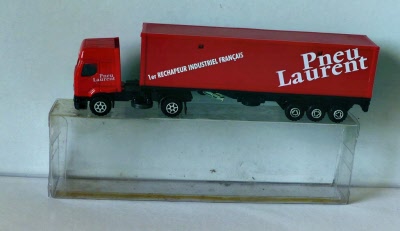 Pneu
Laurent
1er RECHAPEUR INDUSTRIEL FRANÇAIS
Pneu
Laurent